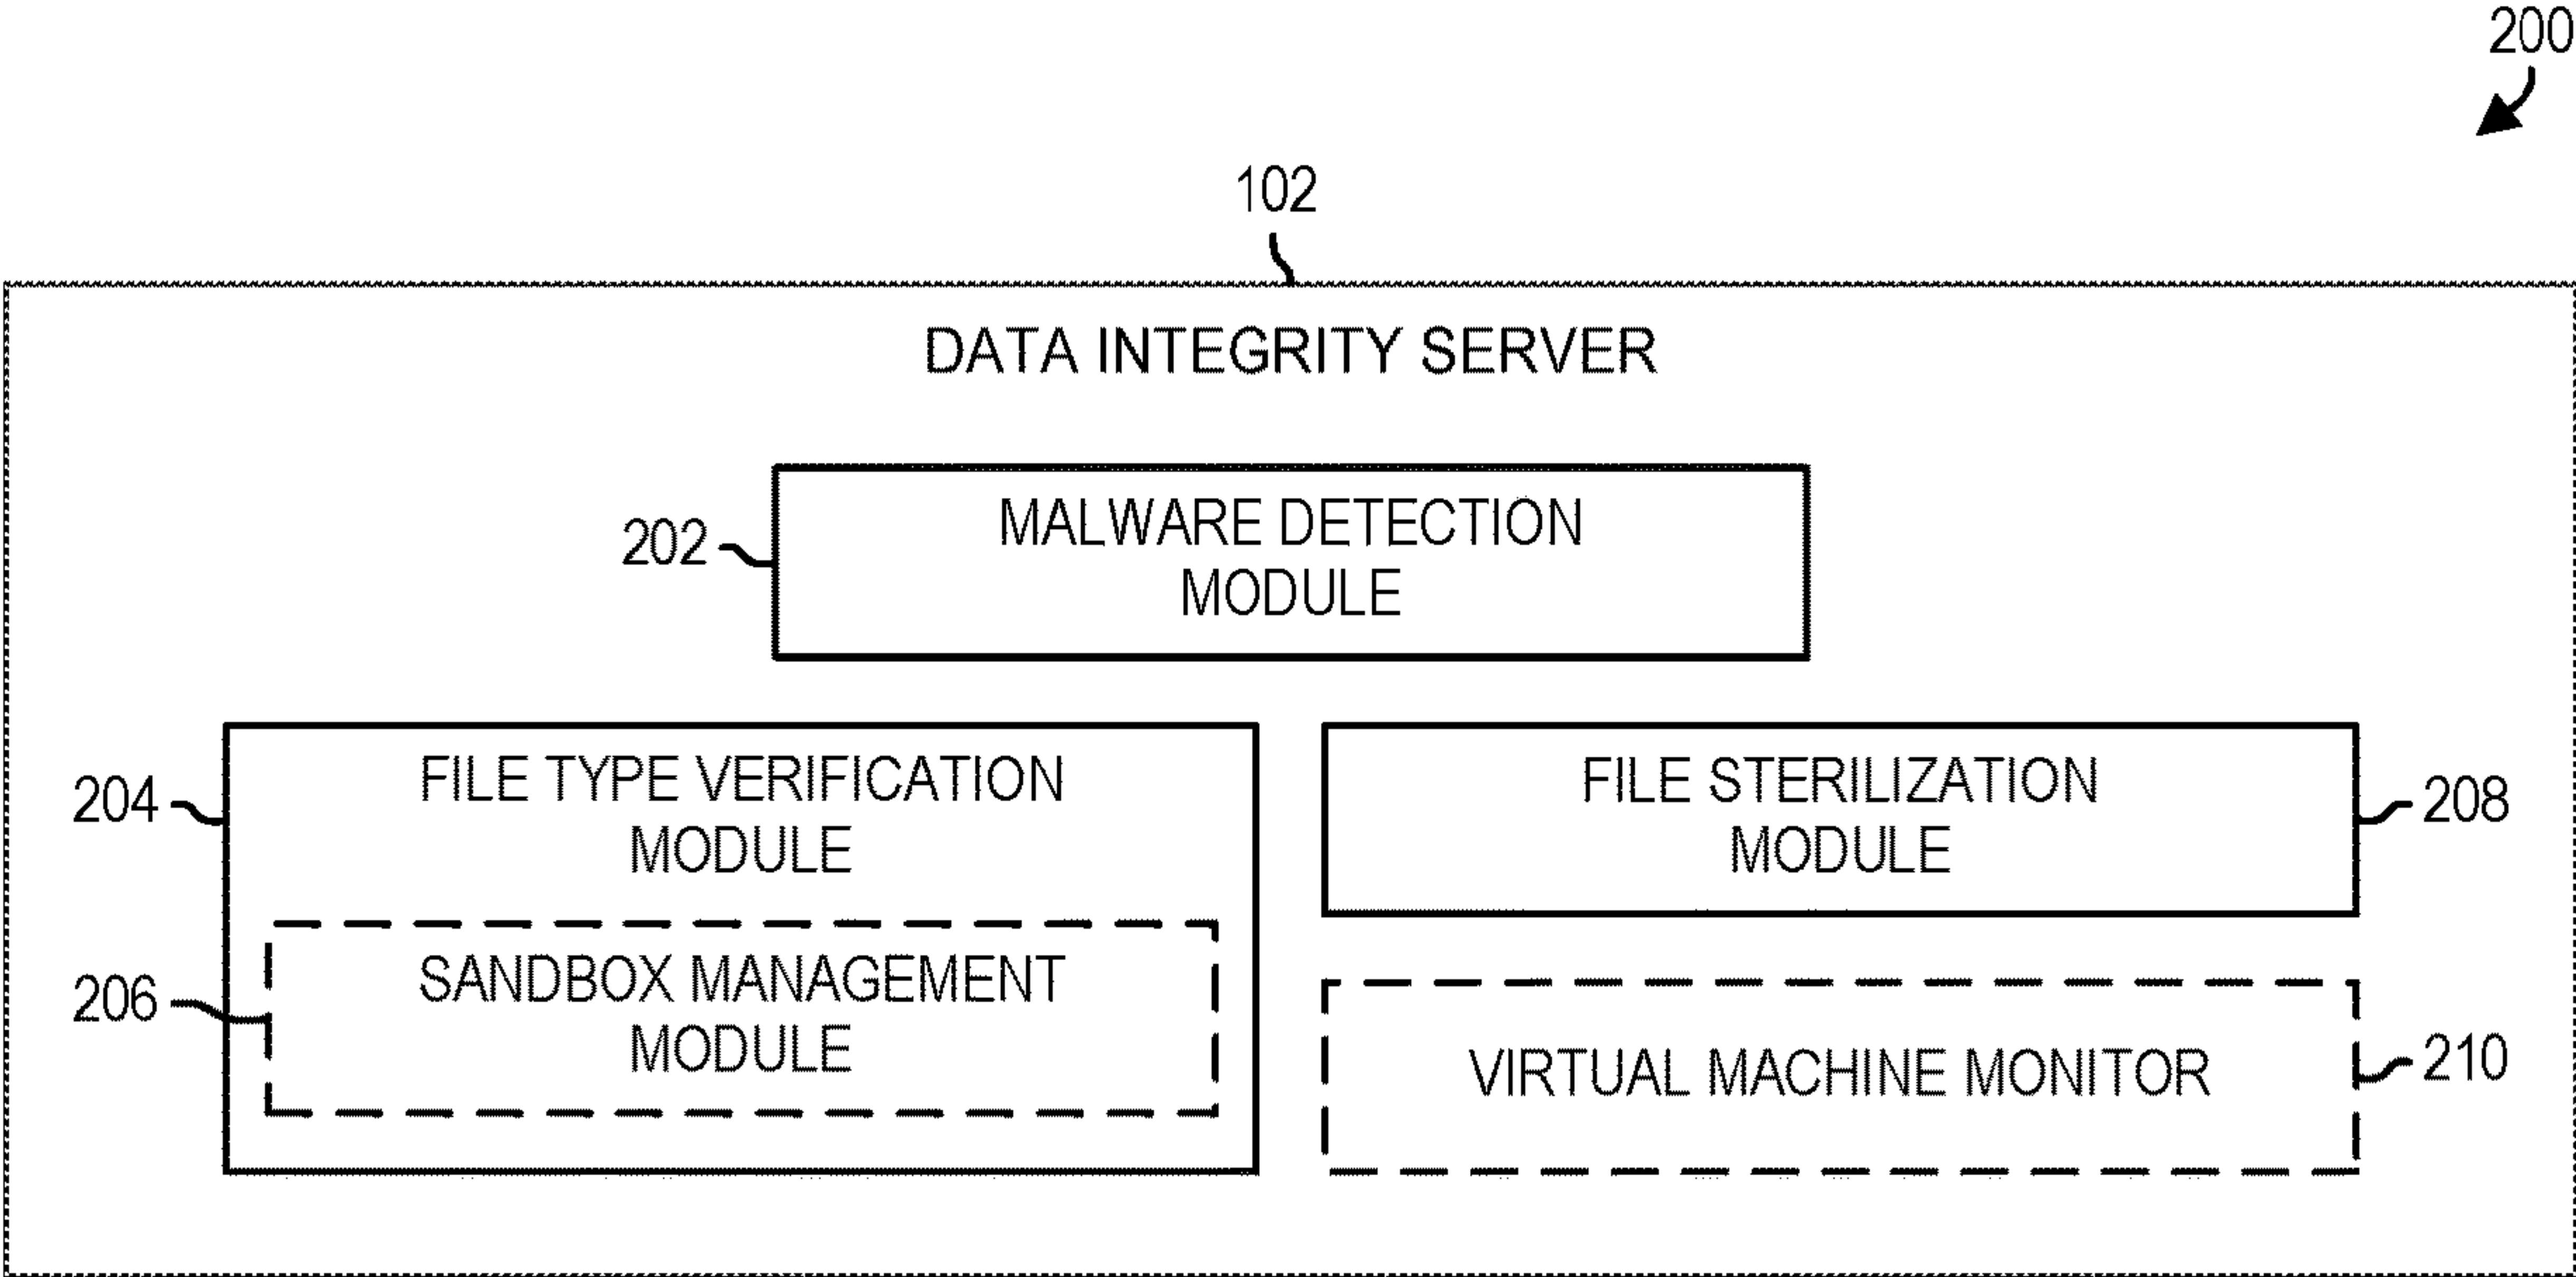 200
102
DATA INTEGRITY SERVER
202
MALWARE DETECTION
MODULE
204
FILE TYPE VERIFICATION
MODULE
206
SANDBOX MANAGEMENT
MODULE
FILE STERILIZATION
MODULE
208
VIRTUAL MACHINE MONITOR
210